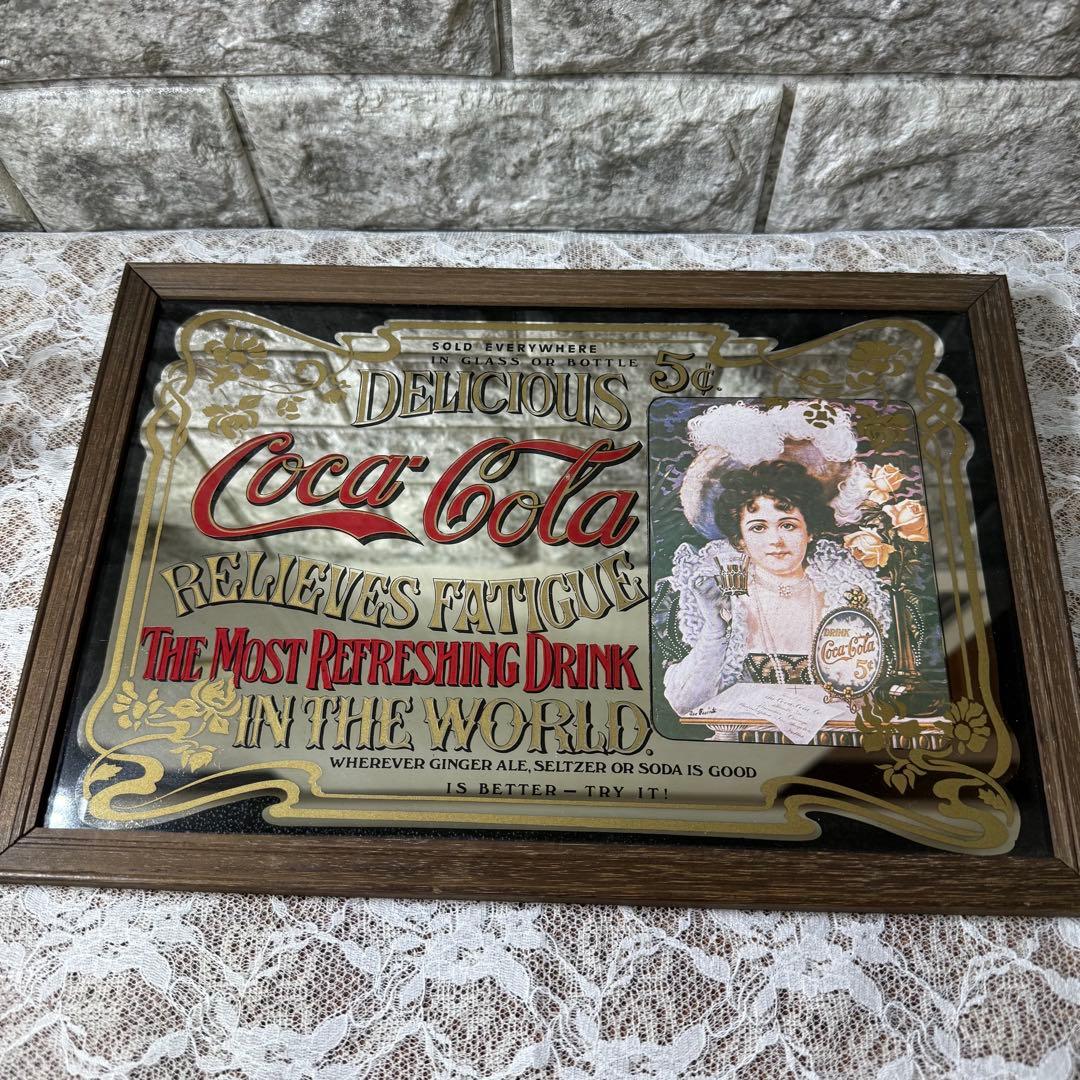 SOLD EVERYWHERE
IN GLASS OR BOTTLE
5¢.
DELICIOUS
Coca-Cola
RELIEVES FATIGUE
THE MOST REFRESHING DRINK
IN THE WORLD.
WHEREVER GINGER ALE, SELTZER OR SODA IS GOOD
IS BETTER — TRY IT!
DRINK
Coca-Cola
5¢